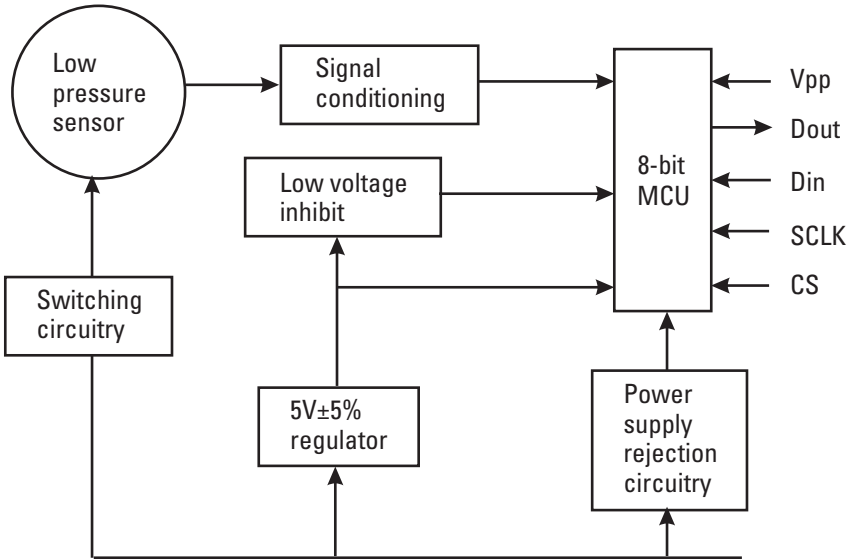 Low
pressure
sensor
Signal
conditioning
8-bit
MCU
Vpp
Dout
Din
SCLK
CS
Low voltage
inhibit
Switching
circuitry
5V±5%
regulator
Power
supply
rejection
circuitry